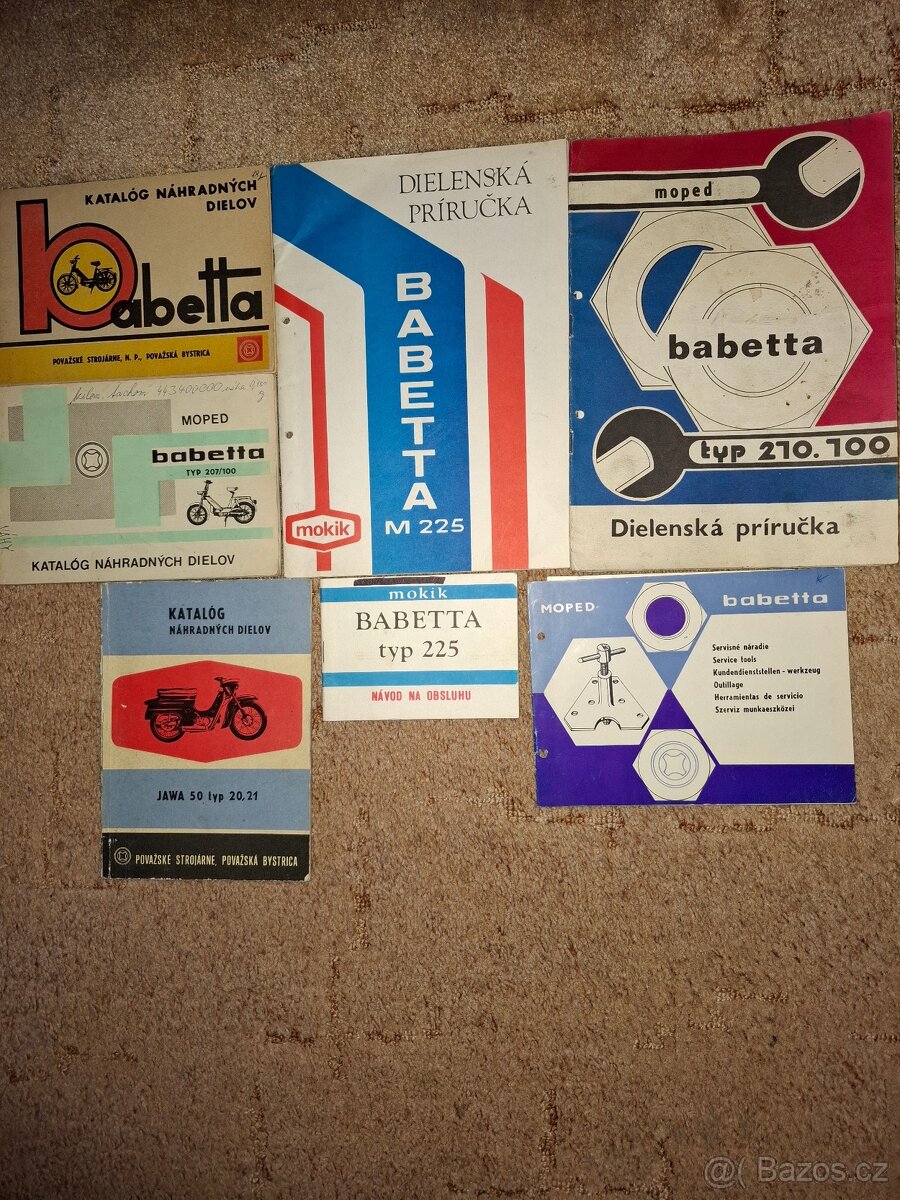 KATALÓG NÁHRADNÝCH
DIELOV
babetta
POVAŽSKÉ STROJÁRNE, N. P., POVAŽSKÁ BYSTRICA
443400000
MOPED
babetta
TYP 207/100
VAHY
KATALÓG NÁHRADNÝCH DIELOV
DIELENSKÁ
PRÍRUČKA
BABETTA
M 225
mokik
moped
babetta
typ 210.100
Dielenská príručka
KATALÓG
NÁHRADNÝCH DIELOV
JAWA 50 typ 20,21
POVAŽSKÉ STROJÁRNE, POVAŽSKÁ BYSTRICA
mokik
BABETTA
typ 225
NÁVOD NA OBSLUHU
MOPED
babetta
Servisné náradie
Service tools
Kundendienststellen - werkzeug
Outillage
Herramientas de servicio
Szerviz munkaeszközei
@( Bazos.cz